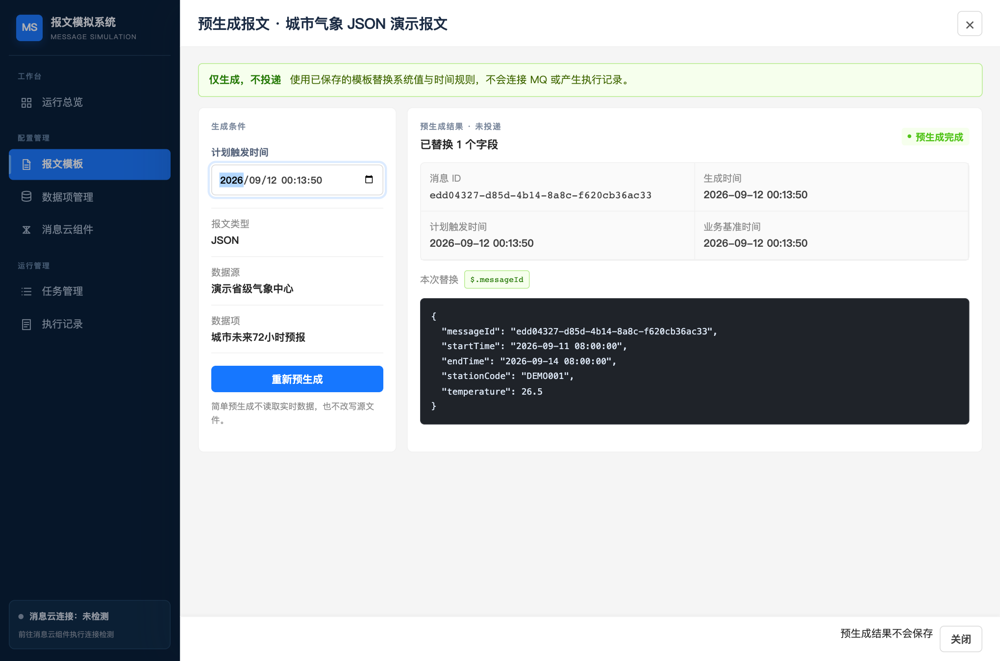 MS
报文模拟系统
MESSAGE SIMULATION
工作台
运行总览
配置管理
报文模板
数据项管理
消息云组件
运行管理
任务管理
执行记录
消息云连接：未检测
前往消息云组件执行连接检测
预生成报文 · 城市气象 JSON 演示报文
仅生成，不投递 使用已保存的模板替换系统值与时间规则，不会连接 MQ 或产生执行记录。
生成条件
计划触发时间
2026/09/12 00:13:50
报文类型
JSON
数据源
演示省级气象中心
数据项
城市未来72小时预报
重新预生成
简单预生成不读取实时数据，也不改写源文
件。
预生成结果 · 未投递
已替换 1 个字段
预生成完成
消息 ID
edd04327-d85d-4b14-8a8c-f620cb36ac33
生成时间
2026-09-12 00:13:50
计划触发时间
2026-09-12 00:13:50
业务基准时间
2026-09-12 00:13:50
本次替换 $.messageId
{
"messageId": "edd04327-d85d-4b14-8a8c-f620cb36ac33",
"startTime": "2026-09-11 08:00:00",
"endTime": "2026-09-14 08:00:00",
"stationCode": "DEMO001",
"temperature": 26.5
}
预生成结果不会保存
关闭